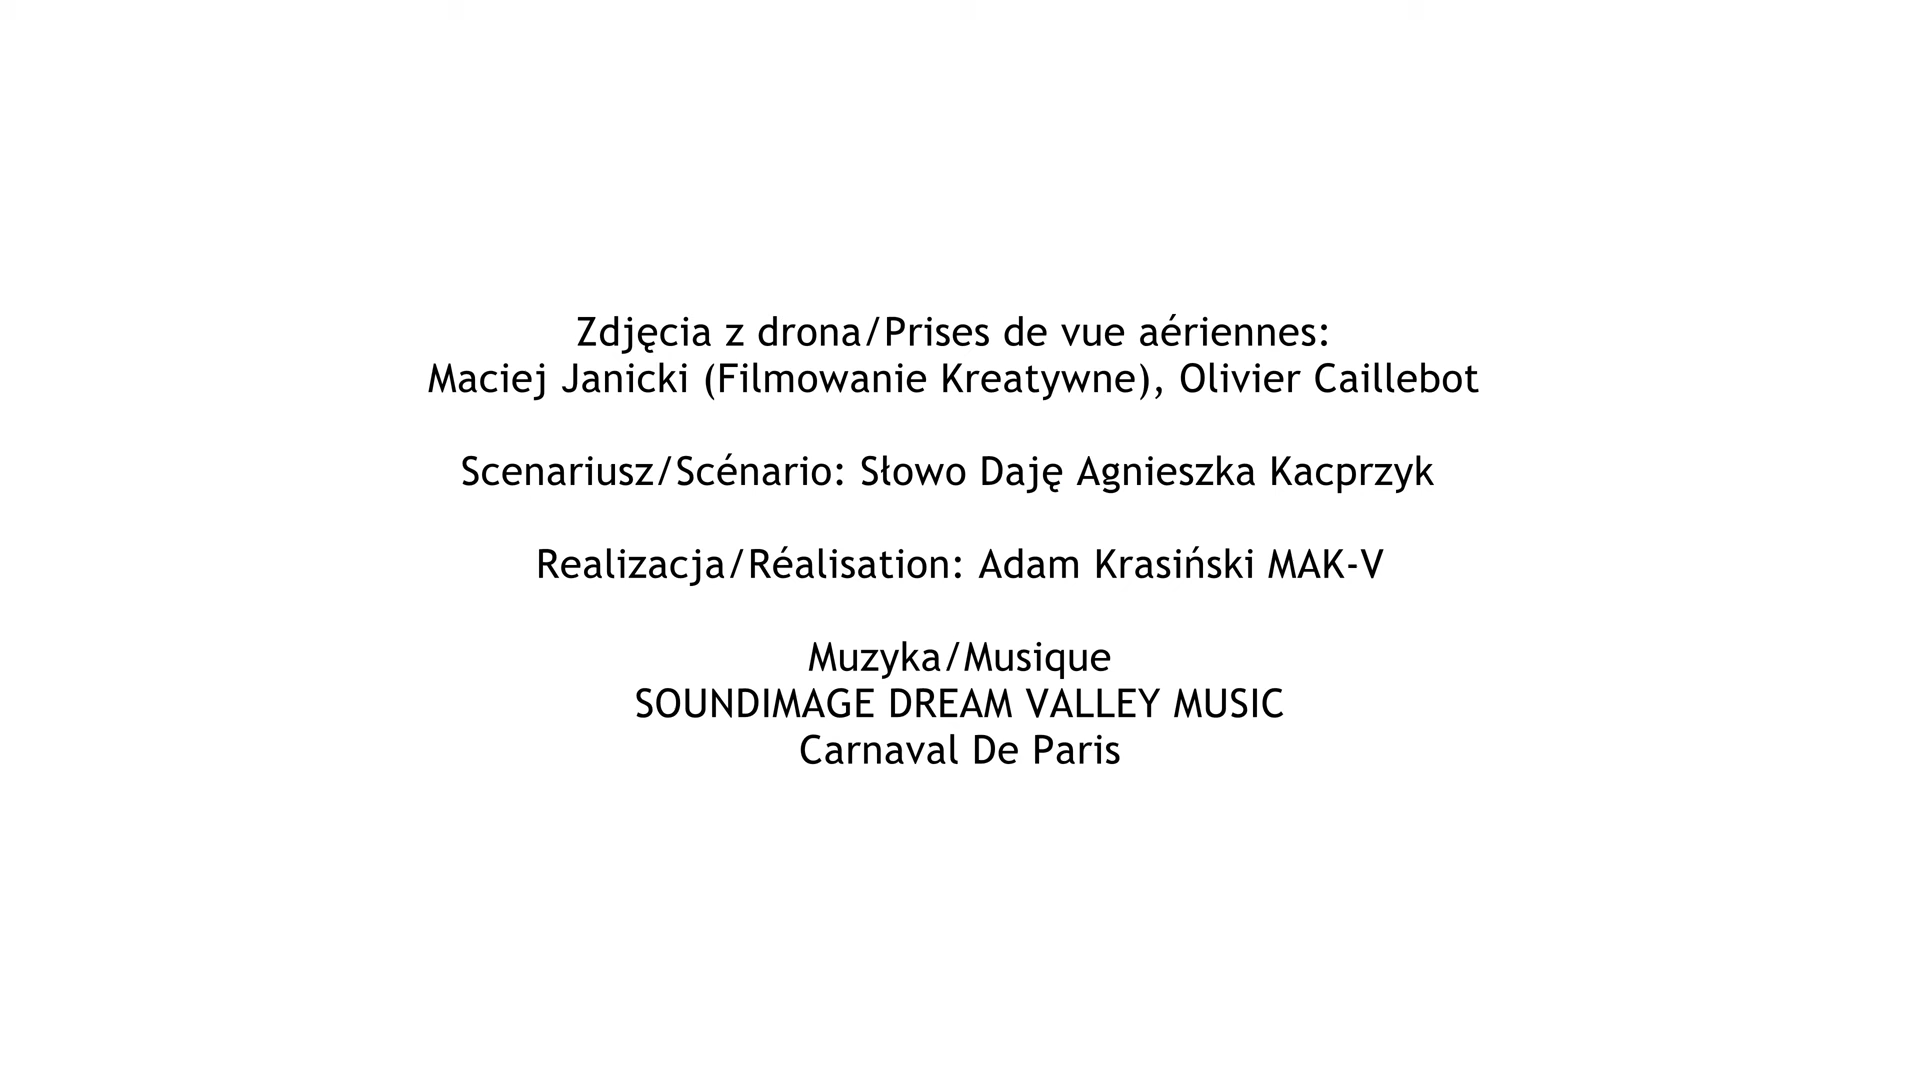 Zdjęcia z drona/Prises de vue aériennes:
Maciej Janicki (Filmowanie Kreatywne), Olivier Caillebot
Scenariusz/Scénario: Słowo Daję Agnieszka Kacprzyk
Realizacja/Réalisation: Adam Krasiński MAK-V
Muzyka/Musique
SOUNDIMAGE DREAM VALLEY MUSIC
Carnaval De Paris